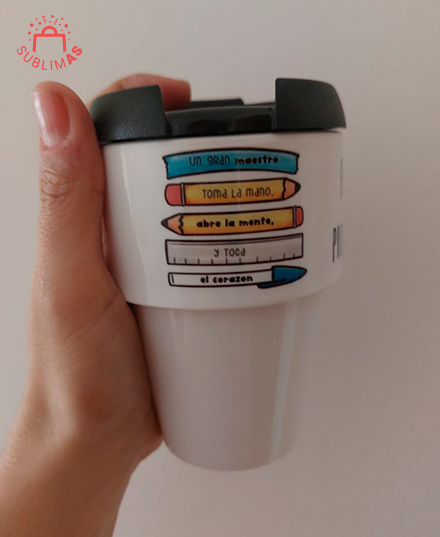 SUBLIMAS
un gran maestro
toma la mano,
abre la mente,
y toca
el corazon